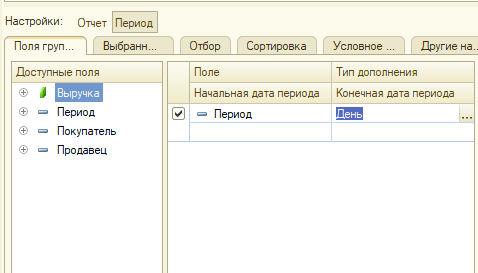 Настройки: Отчет Период
Поля груп... Выбранн... Отбор Сортировка Условное ... Другие на...
Доступные поля
Выручка
Период
Покупатель
Продавец
Поле Тип дополнения
Начальная дата периода Конечная дата периода
Период День ...